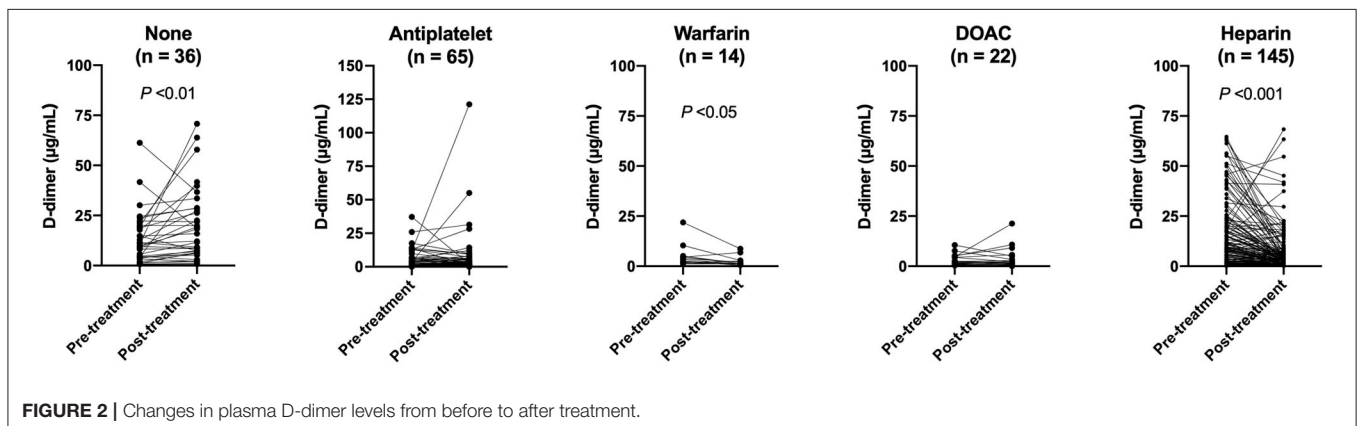 None
(n = 36)
100
75
50
25
0
D-dimer (µg/mL)
P <0.01
Pre-treatment
Post-treatment
Antiplatelet
(n = 65)
150
125
100
75
50
25
0
D-dimer (µg/mL)
Pre-treatment
Post-treatment
Warfarin
(n = 14)
100
75
50
25
0
D-dimer (µg/mL)
P <0.05
Pre-treatment
Post-treatment
DOAC
(n = 22)
100
75
50
25
0
D-dimer (µg/mL)
Pre-treatment
Post-treatment
Heparin
(n = 145)
100
75
50
25
0
D-dimer (µg/mL)
P <0.001
Pre-treatment
Post-treatment
FIGURE 2 | Changes in plasma D-dimer levels from before to after treatment.